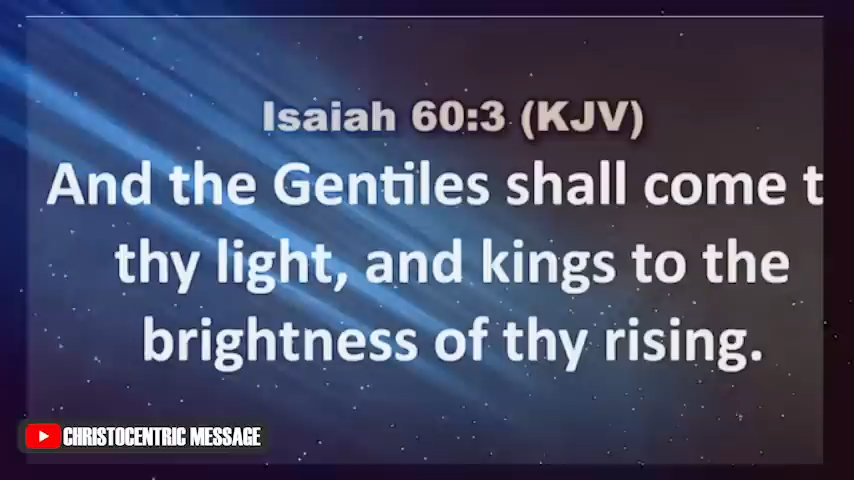 Isaiah 60:3 (KJV)
And the Gentiles shall come t
thy light, and kings to the
brightness of thy rising.
CHRISTOCENTRIC MESSAGE